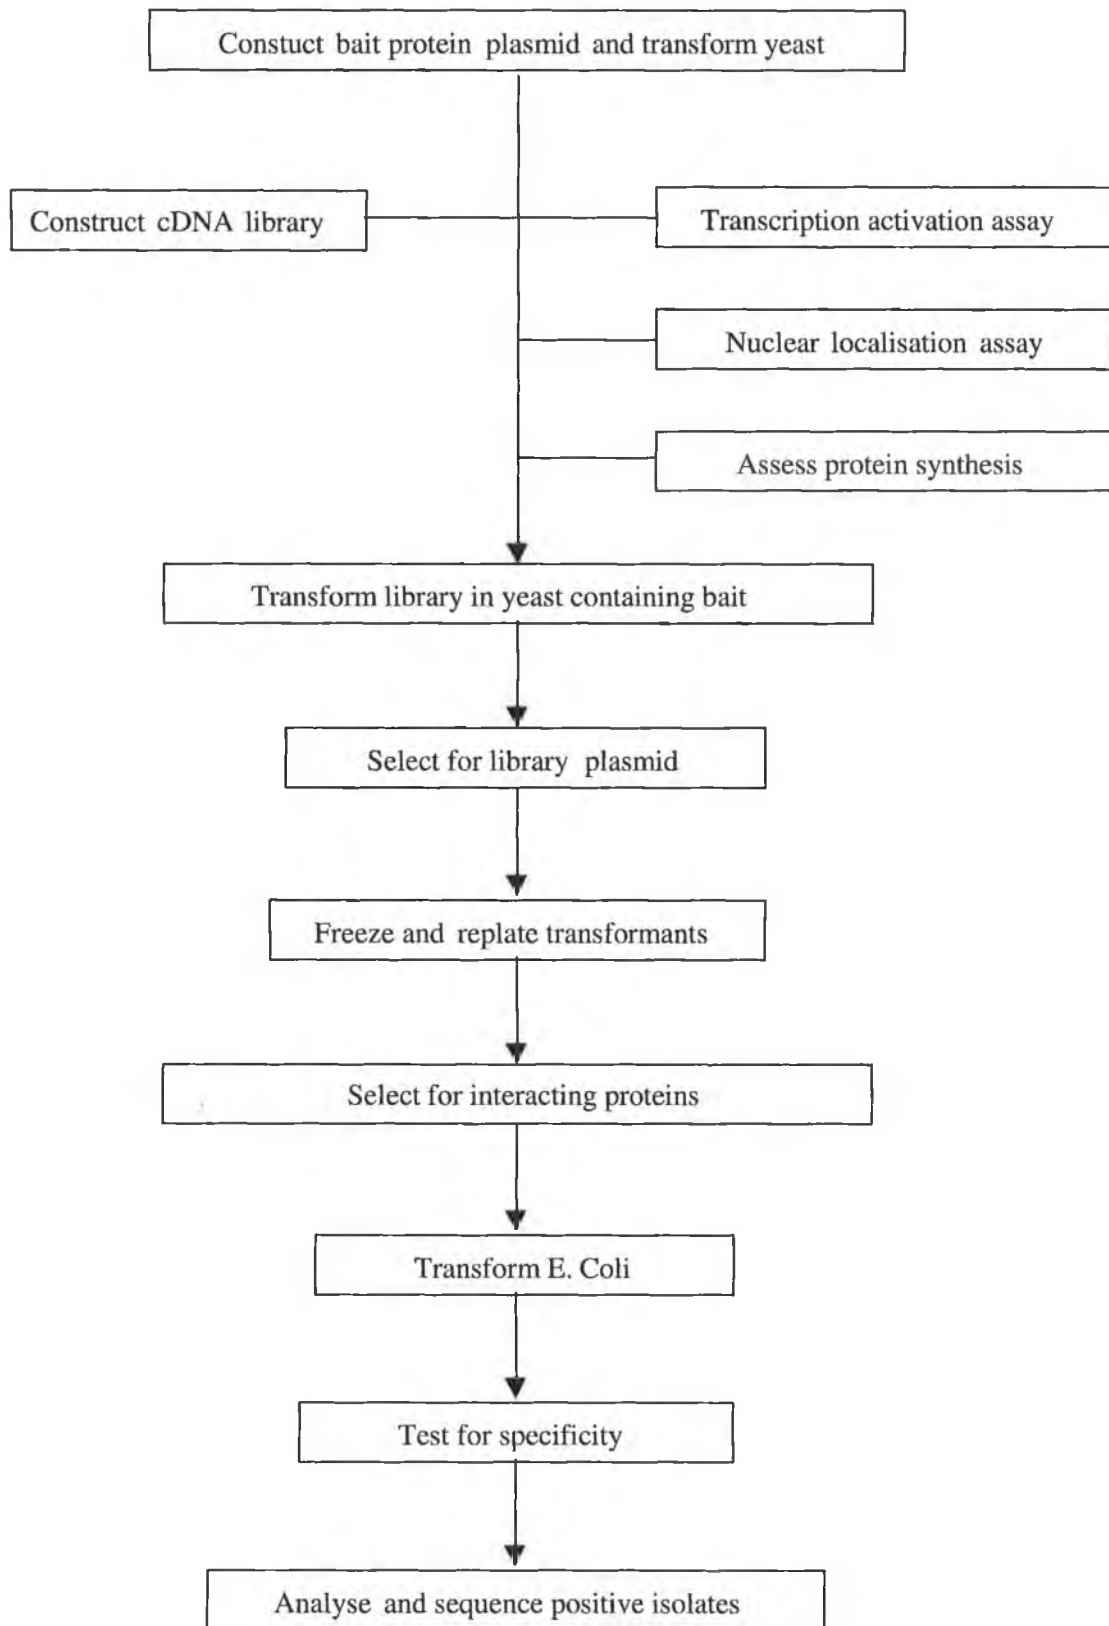 Constuct bait protein plasmid and transform yeast
Construct cDNA library
Transcription activation assay
Nuclear localisation assay
Assess protein synthesis
Transform library in yeast containing bait
Select for library plasmid
Freeze and replate transformants
Select for interacting proteins
Transform E. Coli
Test for specificity
Analyse and sequence positive isolates